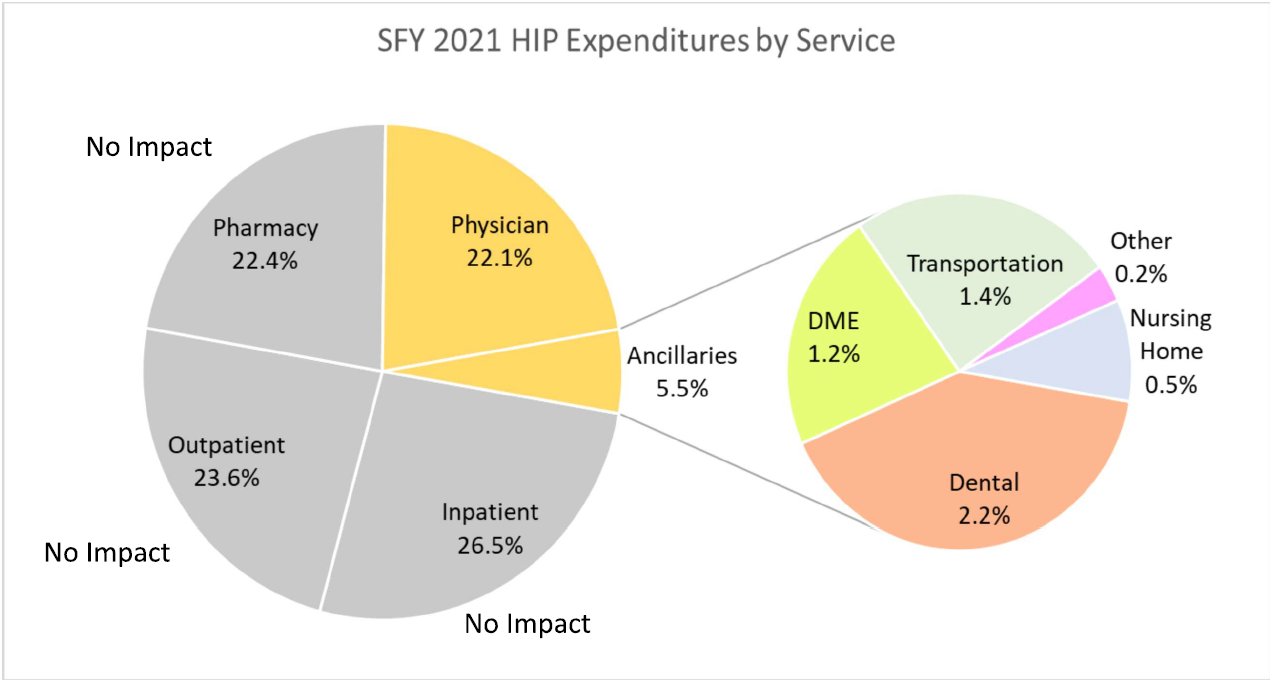 SFY 2021 HIP Expenditures by Service
No Impact
Pharmacy
22.4%
Physician
22.1%
Ancillaries
5.5%
Outpatient
23.6%
No Impact
Inpatient
26.5%
No Impact
Transportation
1.4%
Other
0.2%
DME
1.2%
Nursing
Home
0.5%
Dental
2.2%